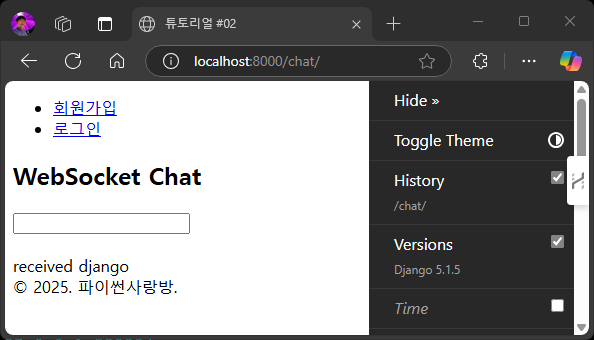 튜토리얼 #02
localhost:8000/chat/
회원가입
로그인
WebSocket Chat
received django
© 2025. 파이썬사랑방.
Hide »
Toggle Theme
History
/chat/
Versions
Django 5.1.5
Time